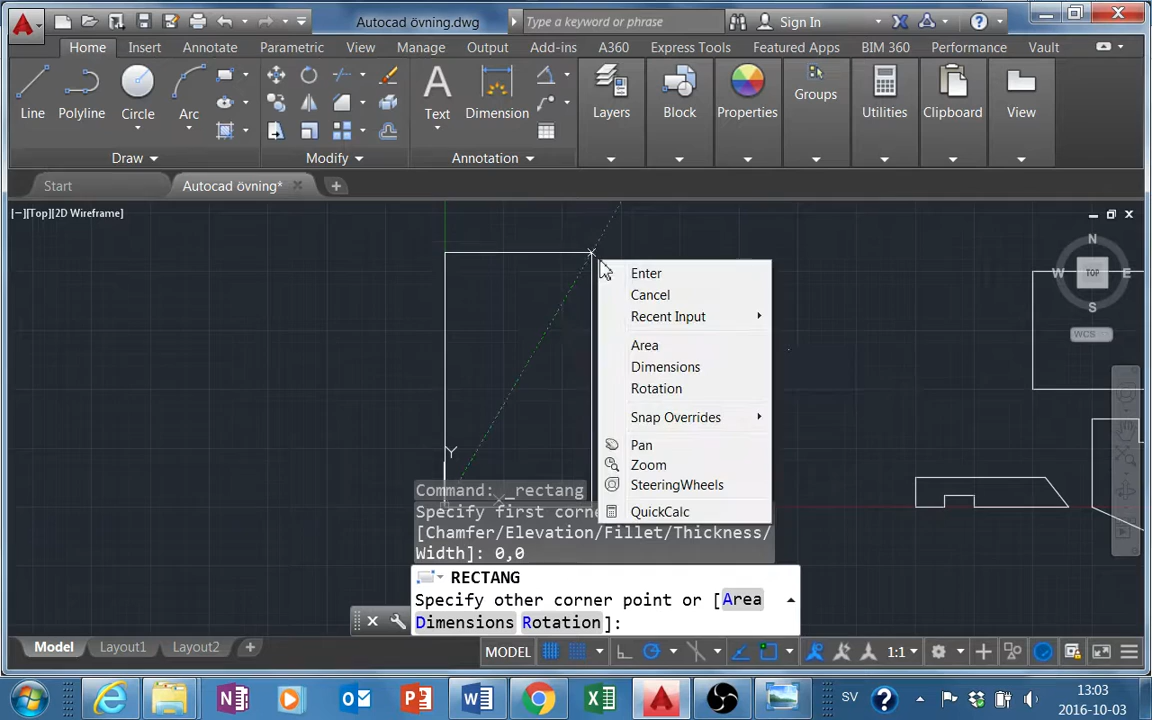 Autocad övning.dwg
Type a keyword or phrase
Sign In
Home Insert Annotate Parametric View Manage Output Add-ins A360 Express Tools Featured Apps BIM 360 Performance Vault
Line Polyline Circle Arc Text Dimension Layers Block Properties Groups Utilities Clipboard View
Draw Modify Annotation
Start Autocad övning*
[−][Top][2D Wireframe]
N
W TOP E
S
WCS
Enter
Cancel
Recent Input
Area
Dimensions
Rotation
Snap Overrides
Pan
Zoom
SteeringWheels
QuickCalc
Y
Command: _rectang
Specify first corne
[Chamfer/Elevation/Fillet/Thickness/
Width]: 0,0
RECTANG
Specify other corner point or [Area
Dimensions Rotation]:
Model Layout1 Layout2 MODEL 1:1
SV 13:03
2016-10-03